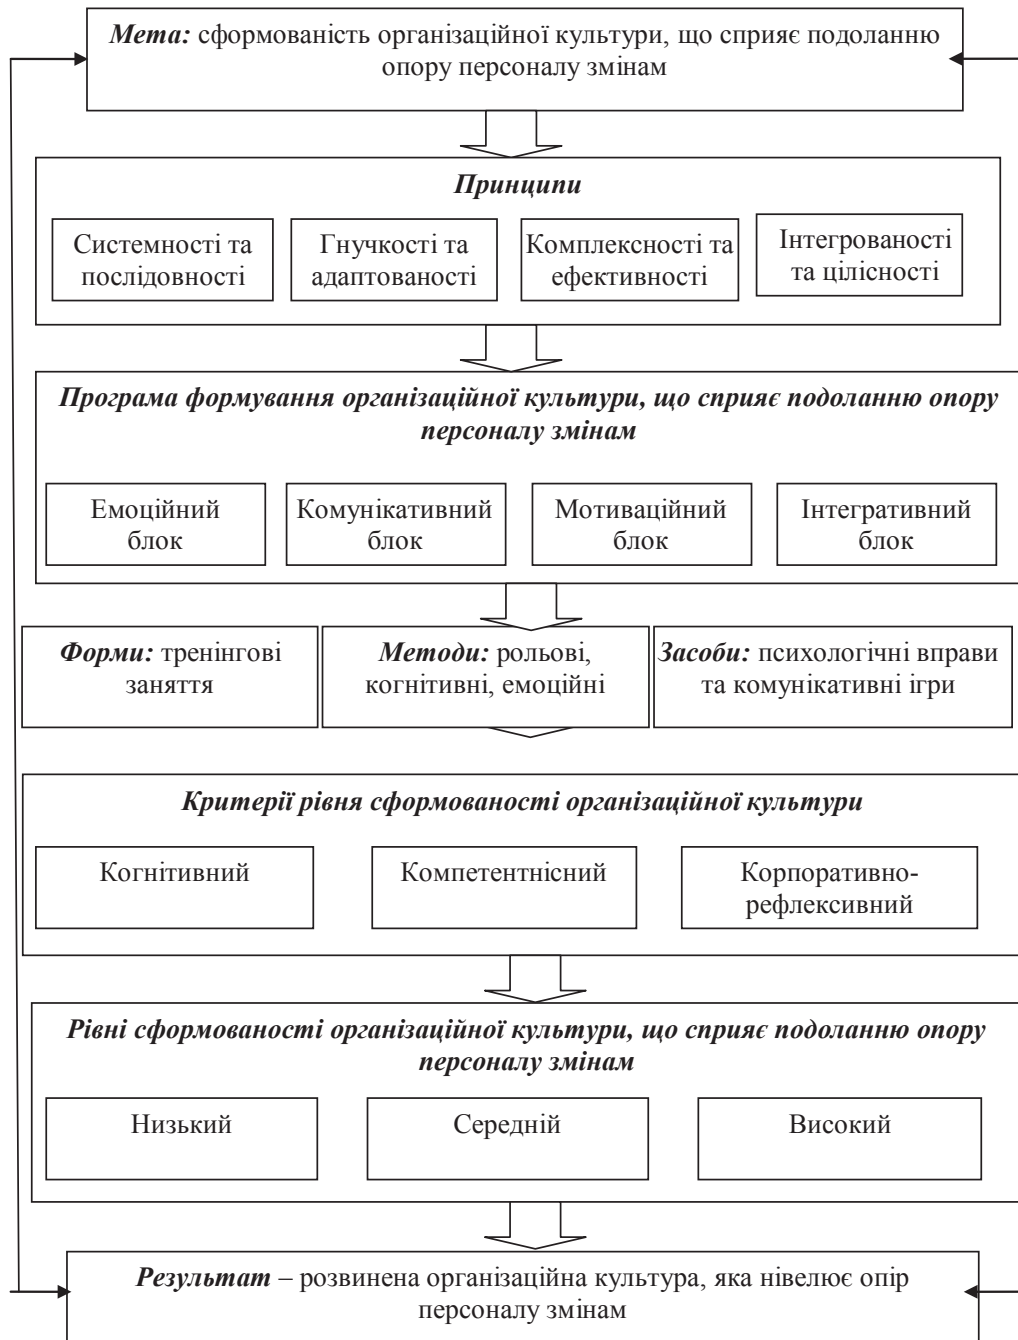 Мета: сформованість організаційної культури, що сприяє подоланню
опору персоналу змінам
Принципи
Системності та
послідовності
Гнучкості та
адаптованості
Комплексності та
ефективності
Інтегрованості
та цілісності
Програма формування організаційної культури, що сприяє подоланню опору
персоналу змінам
Емоційний
блок
Комунікативний
блок
Мотиваційний
блок
Інтегративний
блок
Форми: тренінгові
заняття
Методи: рольові,
когнітивні, емоційні
Засоби: психологічні вправи
та комунікативні ігри
Критерії рівня сформованості організаційної культури
Когнітивний
Компетентнісний
Корпоративно-
рефлексивний
Рівні сформованості організаційної культури, що сприяє подоланню опору
персоналу змінам
Низький
Середній
Високий
Результат – розвинена організаційна культура, яка нівелює опір
персоналу змінам